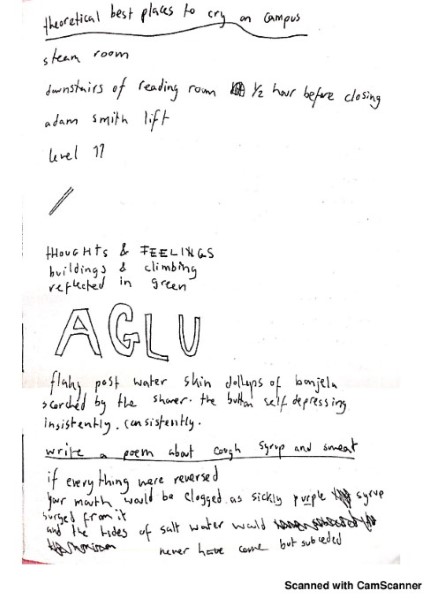 theoretical best places to cry on campus
steam room
downstairs of reading room 1/2 hour before closing
adam smith lift
level 11
THOUGHTS & FEELINGS
buildings & climbing
reflected in green
AGLU
flaky post water skin dollops of bonjela
scorched by the shower. the button self depressing
insistently. consistently.
write a poem about cough syrup and sweat
if everything were reversed
your mouth would be clogged as sickly purple syrup
surged from it
and the tides of salt water would
never have come but subceded
Scanned with CamScanner